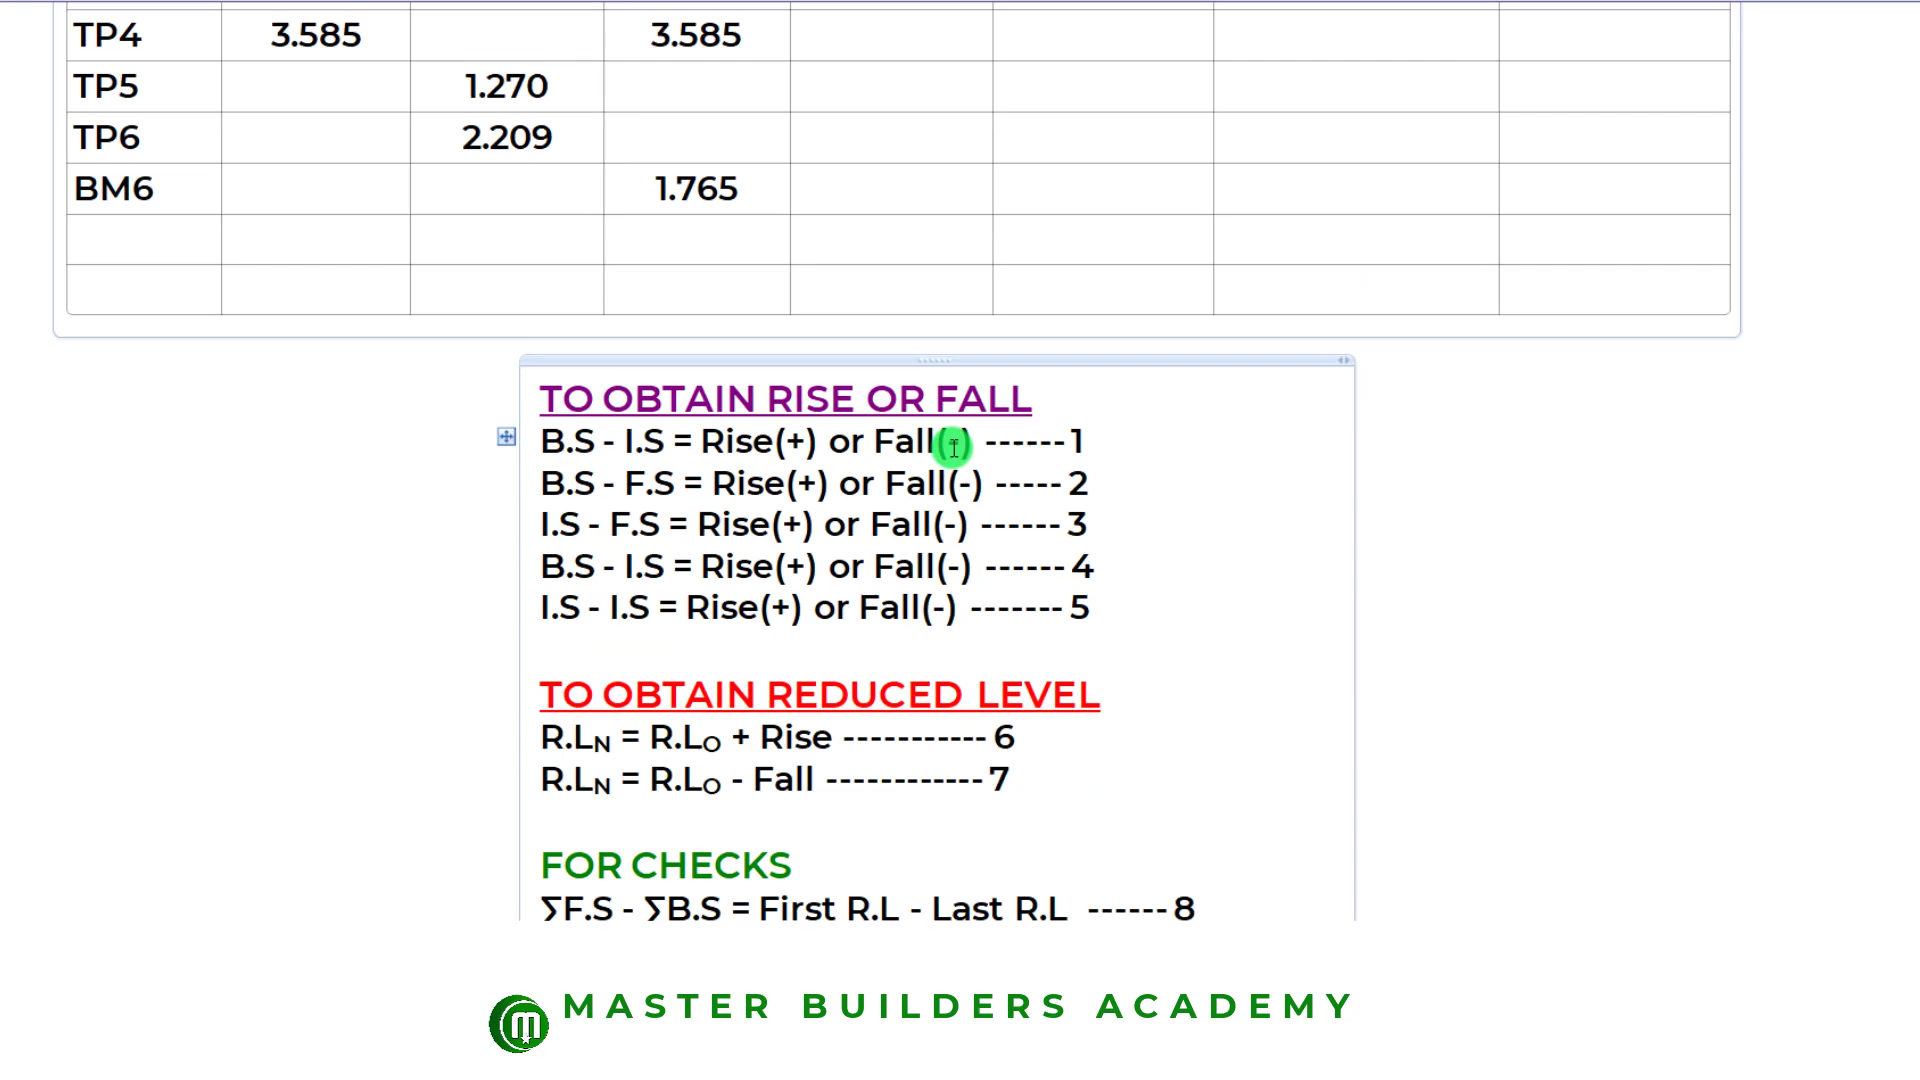 TP4 3.585 3.585
TP5 1.270
TP6 2.209
BM6 1.765
TO OBTAIN RISE OR FALL
B.S - I.S = Rise(+) or Fall(-) ------ 1
B.S - F.S = Rise(+) or Fall(-) ----- 2
I.S - F.S = Rise(+) or Fall(-) ------ 3
B.S - I.S = Rise(+) or Fall(-) ------ 4
I.S - I.S = Rise(+) or Fall(-) ------- 5
TO OBTAIN REDUCED LEVEL
R.LN = R.LO + Rise ----------- 6
R.LN = R.LO - Fall ------------ 7
FOR CHECKS
∑F.S - ∑B.S = First R.L - Last R.L ------ 8
MASTER BUILDERS ACADEMY